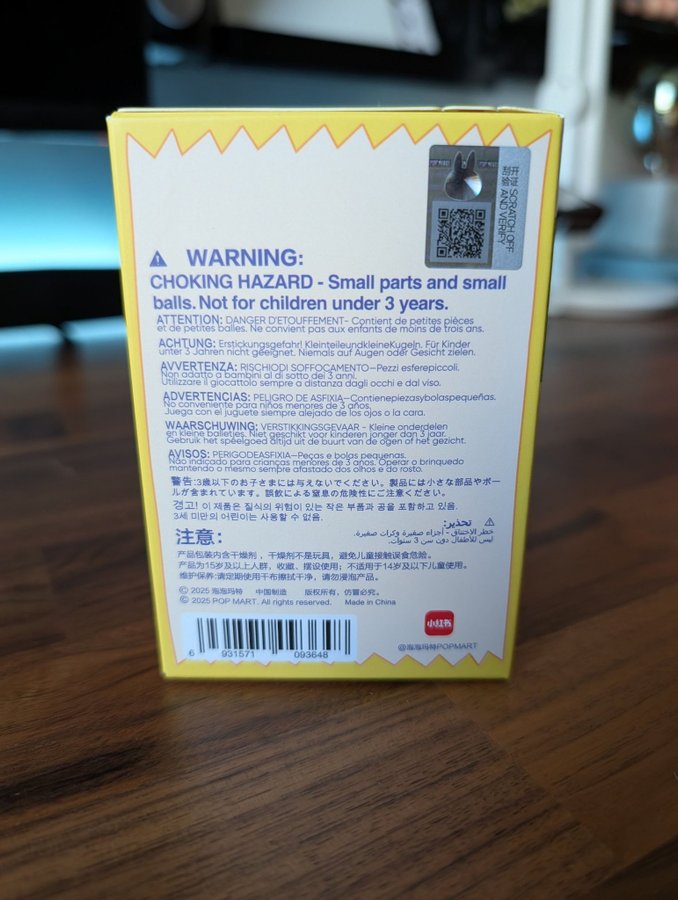 POP MART
开涂 SCRATCH OFF
刮涂 AND VERIFY
WARNING:
CHOKING HAZARD - Small parts and small
balls. Not for children under 3 years.
ATTENTION: DANGER D'ETOUFFEMENT- Contient de petites pièces
et de petites balles. Ne convient pas aux enfants de moins de trois ans.
ACHTUNG: Erstickungsgefahr! KleinteileundkleineKugeln. Für Kinder
unter 3 Jahren nicht geeignet. Niemals auf Augen oder Gesicht zielen.
AVVERTENZA: RISCHIODI SOFFOCAMENTO—Pezzi esferepiccoli.
Non adatto a bambini al di sotto dei 3 anni.
Utilizzare il giocattolo sempre a distanza dagli occhi e dal viso.
ADVERTENCIAS: PELIGRO DE ASFIXIA—Contienepiezasybolaspequeñas.
No conveniente para niños menores de 3 años.
Juega con el juguete siempre alejado de los ojos o la cara.
WAARSCHUWING: VERSTIKKINGSGEVAAR - Kleine onderdelen
en kleine balletjes. Niet geschikt voor kinderen jonger dan 3 jaar.
Gebruik het speelgoed altijd uit de buurt van de ogen of het gezicht.
AVISOS: PERIGODEASFIXIA—Peças e bolas pequenas.
Não indicado para crianças menores de 3 anos. Operar o brinquedo
mantendo o mesmo sempre afastado dos olhos e do rosto.
警告:3歳以下のお子さまには与えないでください。製品には小さな部品やボー
ルが含まれています。誤飲による窒息の危険性にご注意ください。
경고! 이 제품은 질식의 위험이 있는 작은 부품과 공을 포함하고 있음.
3세 미만의 어린이는 사용할 수 없음.
تحذير:
خطر الاختناق - أجزاء صغيرة وكرات صغيرة.
ليس للأطفال دون سن 3 سنوات.
注意:
产品包装内含干燥剂，干燥剂不是玩具，避免儿童接触误食危险。
产品为15岁及以上人群，收藏、摆设使用；不适用于14岁及以下儿童使用。
维护保养:请定期使用干布擦拭干净，请勿浸泡产品。
© 2025 泡泡玛特 中国制造 版权所有，仿冒必究。
© 2025 POP MART. All rights reserved. Made in China
6 931571 093648
小红书
@泡泡玛特POPMART